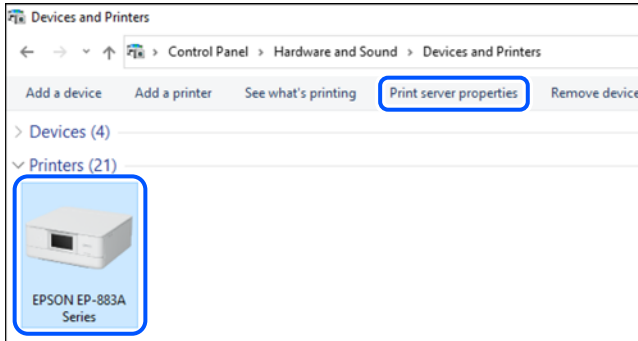 Devices and Printers
Control Panel > Hardware and Sound > Devices and Printers
Add a device Add a printer See what's printing Print server properties Remove device
Devices (4)
Printers (21)
EPSON EP-883A
Series